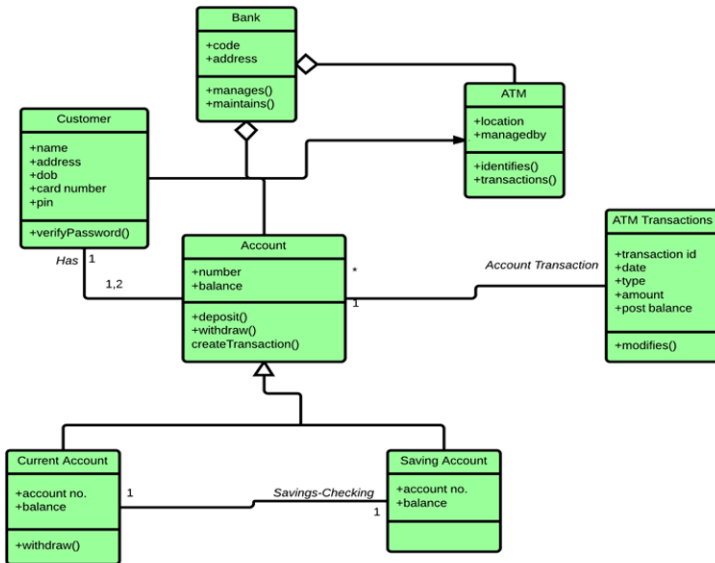 Bank
+code
+address
+manages()
+maintains()
ATM
+location
+managedby
+identifies()
+transactions()
Customer
+name
+address
+dob
+card number
+pin
+verifyPassword()
Has
1
1,2
Account
+number
+balance
+deposit()
+withdraw()
createTransaction()
*
1
Account Transaction
ATM Transactions
+transaction id
+date
+type
+amount
+post balance
+modifies()
Current Account
+account no.
+balance
+withdraw()
1
Savings-Checking
1
Saving Account
+account no.
+balance